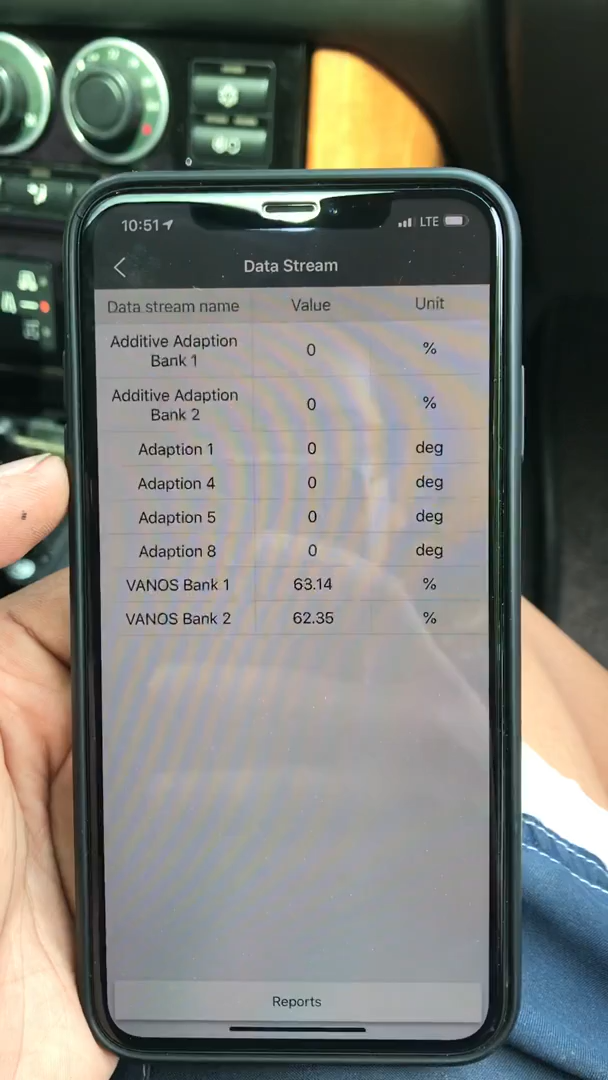 10:51
LTE
Data Stream
Data stream name Value Unit
Additive Adaption
Bank 1 0 %
Additive Adaption
Bank 2 0 %
Adaption 1 0 deg
Adaption 4 0 deg
Adaption 5 0 deg
Adaption 8 0 deg
VANOS Bank 1 63.14 %
VANOS Bank 2 62.35 %
Reports